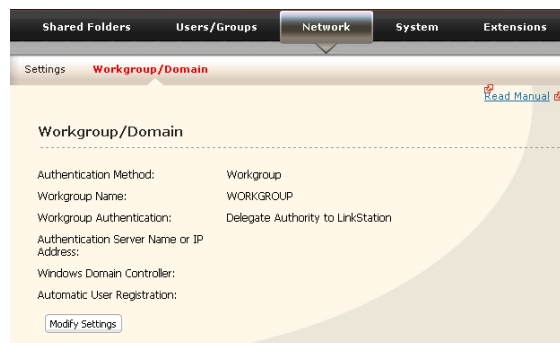 Shared Folders Users/Groups Network System Extensions
Settings Workgroup/Domain
Read Manual
Workgroup/Domain
Authentication Method: Workgroup
Workgroup Name: WORKGROUP
Workgroup Authentication: Delegate Authority to LinkStation
Authentication Server Name or IP
Address:
Windows Domain Controller:
Automatic User Registration:
Modify Settings